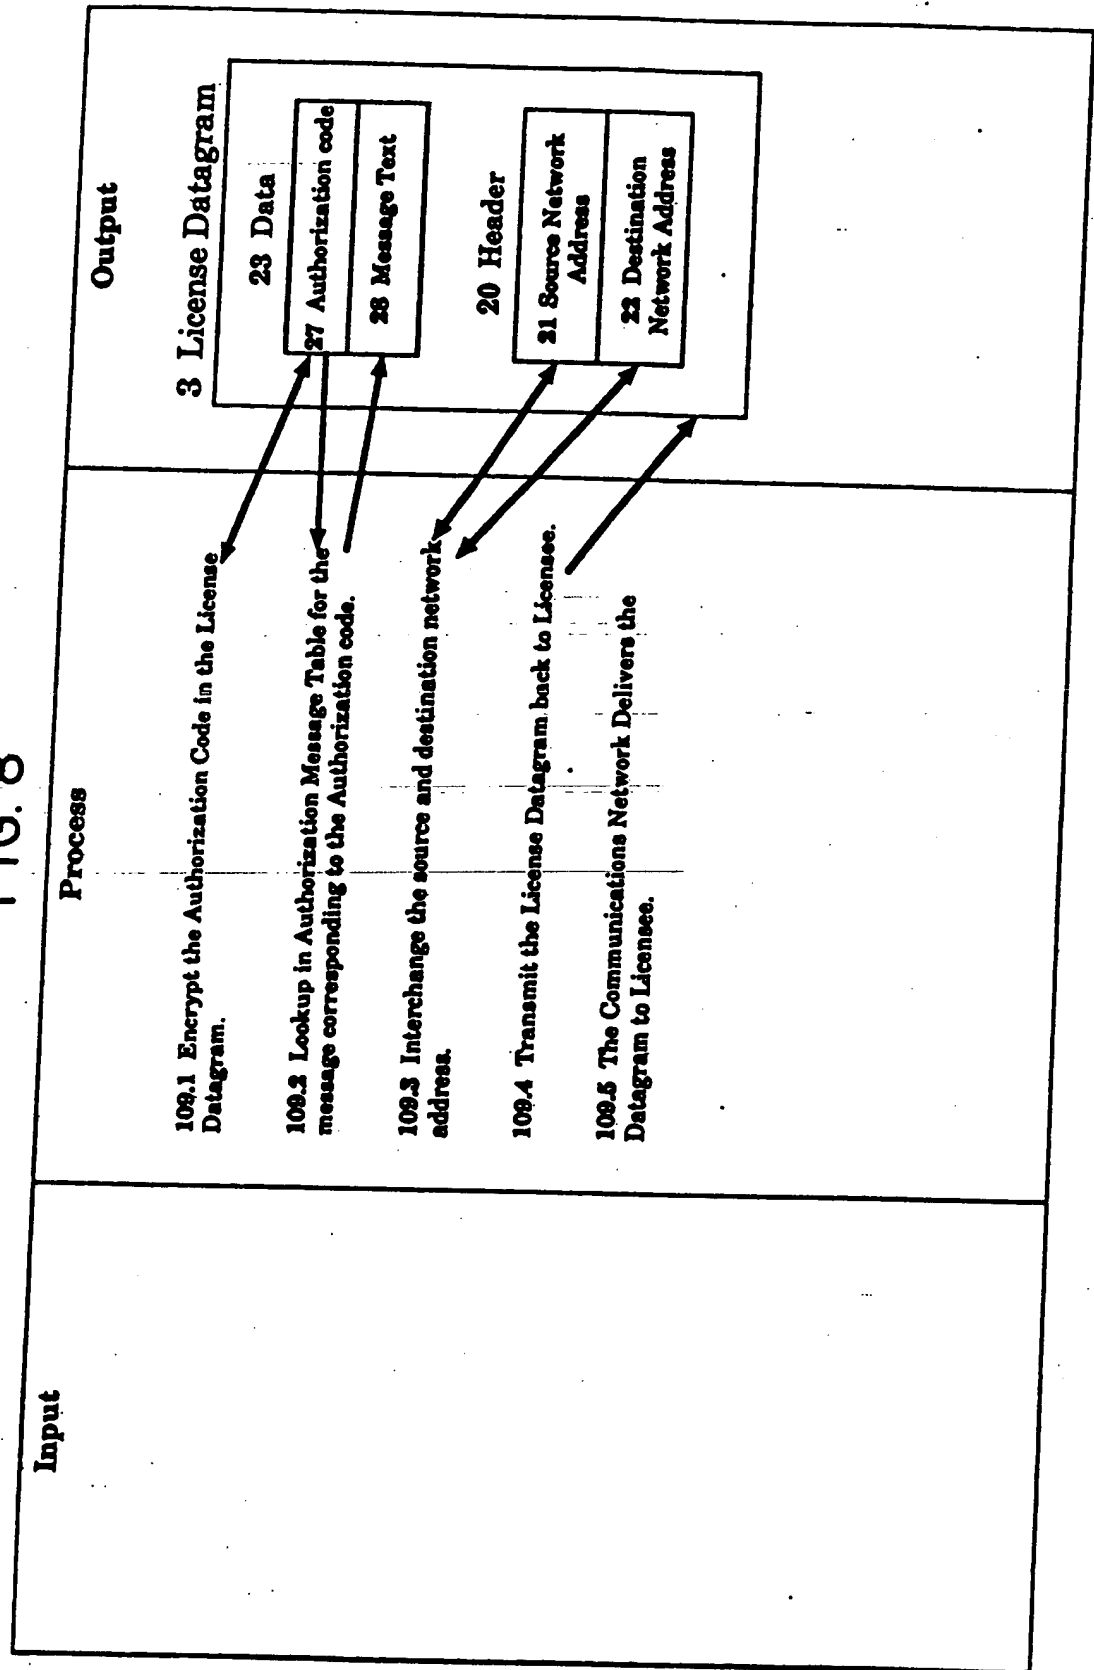 FIG. 8
Input
Process
Output
109.1 Encrypt the Authorization Code in the License
Datagram.
109.2 Lookup in Authorization Message Table for the
message corresponding to the Authorization code.
109.3 Interchange the source and destination network
address.
109.4 Transmit the License Datagram back to Licensee.
109.5 The Communications Network Delivers the
Datagram to Licensee.
3 License Datagram
23 Data
27 Authorization code
28 Message Text
20 Header
21 Source Network
Address
22 Destination
Network Address